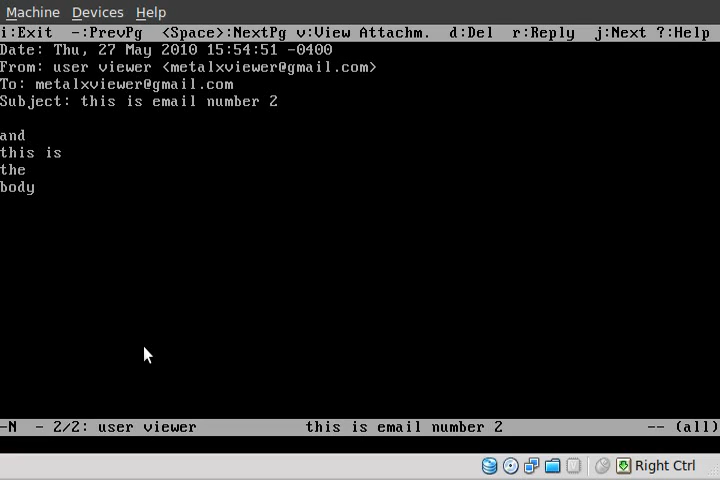 Machine Devices Help
i:Exit -:PrevPg <Space>:NextPg v:View Attachm. d:Del r:Reply j:Next ?:Help
Date: Thu, 27 May 2010 15:54:51 -0400
From: user viewer <metalxviewer@gmail.com>
To: metalxviewer@gmail.com
Subject: this is email number 2
and
this is
the
body
-N - 2/2: user viewer this is email number 2 -- (all)
Right Ctrl